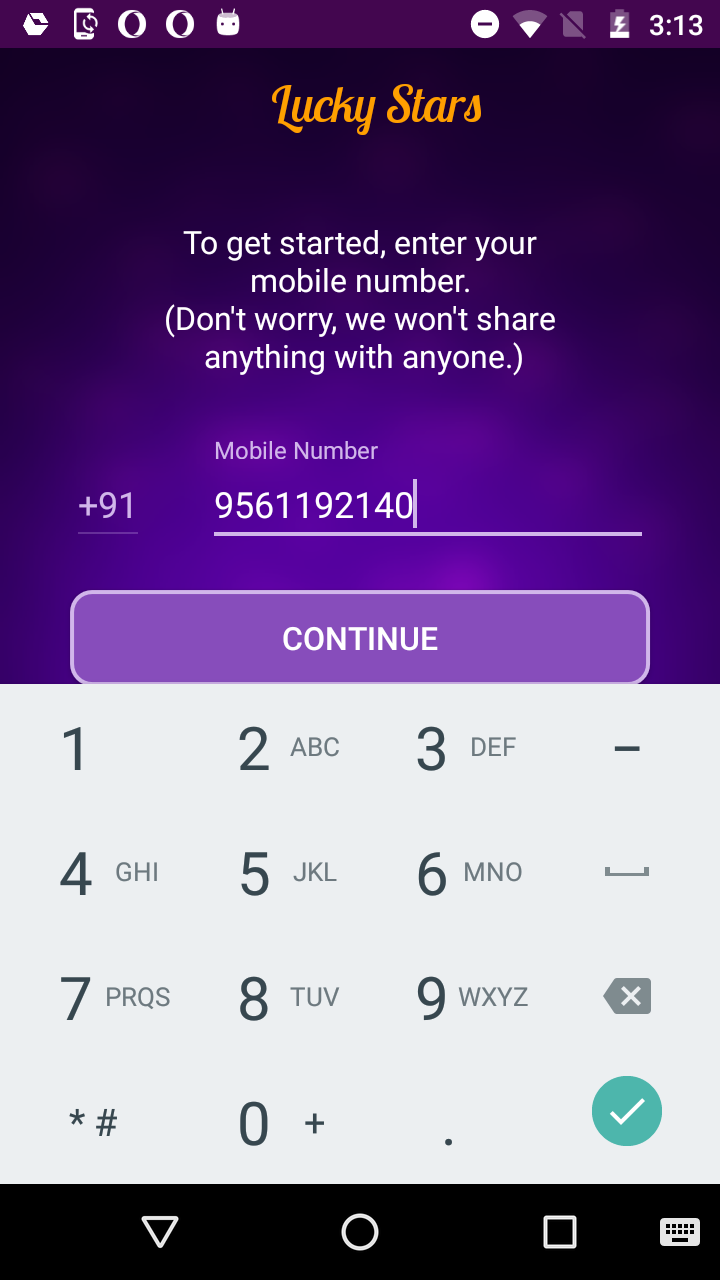 3:13
Lucky Stars
To get started, enter your
mobile number.
(Don't worry, we won't share
anything with anyone.)
Mobile Number
+91 9561192140
CONTINUE
1 2 ABC 3 DEF –
4 GHI 5 JKL 6 MNO
7 PRQS 8 TUV 9 WXYZ
* # 0 + .